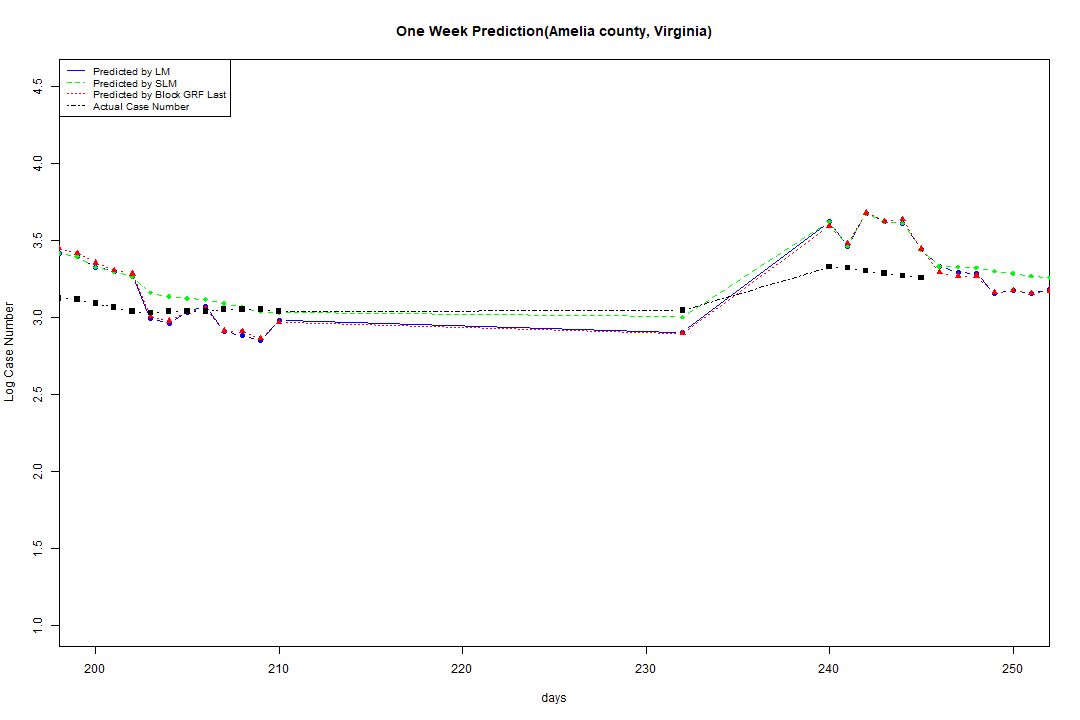 One Week Prediction(Amelia county, Virginia)
Predicted by LM
Predicted by SLM
Predicted by Block GRF Last
Actual Case Number
4.5
4.0
3.5
3.0
2.5
2.0
1.5
1.0
Log Case Number
200 210 220 230 240 250
days